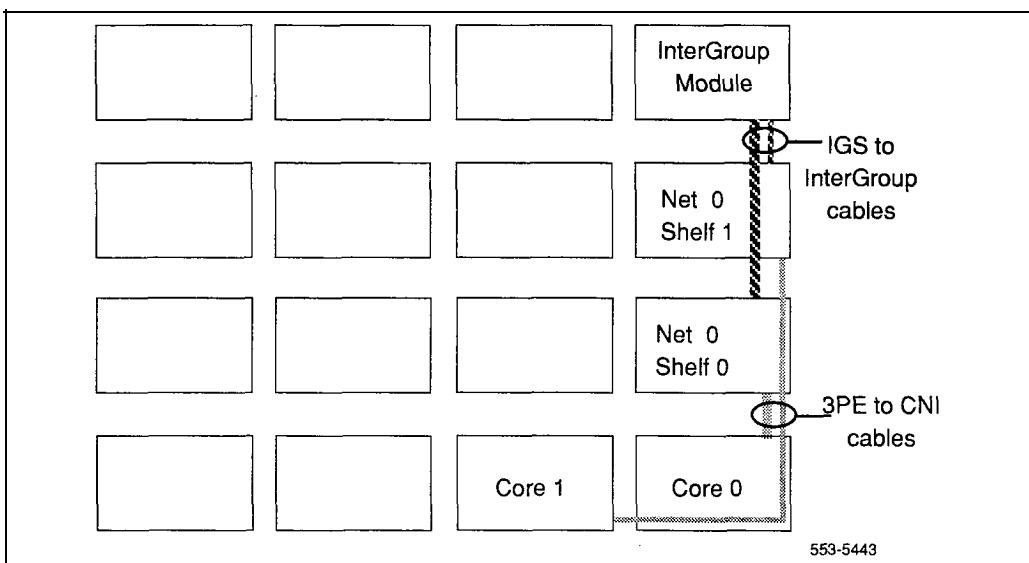 InterGroup
Module
IGS to
InterGroup
cables
Net 0
Shelf 1
Net 0
Shelf 0
3PE to CNI
cables
Core 1
Core 0
553-5443